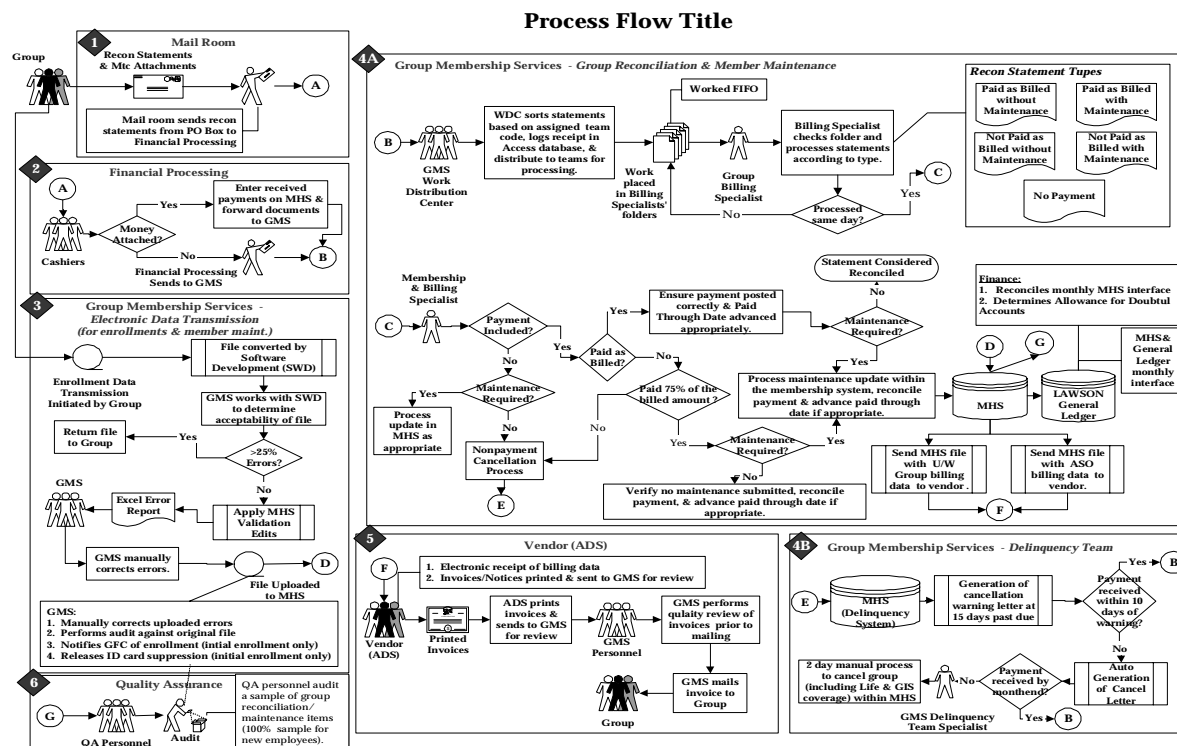 Process Flow Title
1
Mail Room
Group
Recon Statements
& Mtc Attachments
A
Mail room sends recon
statements from PO Box to
Financial Processing
2
Financial Processing
A
Cashiers
Money
Attached?
Yes
Enter received
payments on MHS &
forward documents
to GMS
No
Financial Processing
Sends to GMS
B
3
Group Membership Services -
Electronic Data Transmission
(for enrollments & member maint.)
Enrollment Data
Transmission
Initiated by Group
File converted by
Software
Development (SWD)
GMS works with SWD
to determine
acceptability of file
Return file
to Group
Yes
>25%
Errors?
No
GMS
Excel Error
Report
Apply MHS
Validation
Edits
GMS manually
corrects errors.
File Uploaded
to MHS
D
GMS:
1. Manually corrects uploaded errors
2. Performs audit against original file
3. Notifies GFC of enrollment (intial enrollment only)
4. Releases ID card suppression (initial enrollment only)
6
Quality Assurance
G
QA Personnel
Audit
QA personnel audit
a sample of group
reconciliation/
maintenance items
(100% sample for
new employees).
4A
Group Membership Services - Group Reconciliation & Member Maintenance
B
GMS
Work
Distribution
Center
WDC sorts statements
based on assigned team
code, logs receipt in
Access database, &
distribute to teams for
processing.
Worked FIFO
Work
placed
in Billing
Specialists'
folders
Group
Billing
Specialist
Billing Specialist
checks folder and
processes statements
according to type.
Processed
same day?
No
Yes
C
Recon Statement Tupes
Paid as Billed
without
Maintenance
Paid as Billed
with
Maintenance
Not Paid as
Billed without
Maintenance
Not Paid as
Billed with
Maintenance
No Payment
Membership
& Billing
Specialist
C
Payment
Included?
Yes
No
Maintenance
Required?
Yes
Process
update in
MHS as
appropriate
No
Nonpayment
Cancellation
Process
E
Paid as
Billed?
Yes
Ensure payment posted
correctly & Paid
Through Date advanced
appropriately.
Maintenance
Required?
No
Statement Considered
Reconciled
Yes
No
Paid 75% of the
billed amount ?
No
Yes
Maintenance
Required?
Yes
No
Process maintenance update within
the membership system, reconcile
payment & advance paid through
date if appropriate.
Verify no maintenance submitted, reconcile
payment, & advance paid through date if
appropriate.
Finance:
1. Reconciles monthly MHS interface
2. Determines Allowance for Doubtul
Accounts
D
G
MHS
LAWSON
General
Ledger
MHS&
General
Ledger
monthly
interface
Send MHS file
with U/W
Group billing
data to vendor .
Send MHS file
with ASO
billing data to
vendor.
F
5
Vendor (ADS)
F
Vendor
(ADS)
1. Electronic receipt of billing data
2. Invoices/Notices printed & sent to GMS for review
Printed
Invoices
ADS prints
invoices &
sends to GMS
for review
GMS
Personnel
GMS performs
qulaity review of
invoices prior to
mailing
GMS mails
invoice to
Group
Group
4B
Group Membership Services - Delinquency Team
E
MHS
(Delinquency
System)
Generation of
cancellation
warning letter at
15 days past due
Payment
received
within 10
days of
warning?
Yes
B
No
Auto
Generation
of Cancel
Letter
Payment
received by
monthend?
Yes
B
No
GMS Delinquency
Team Specialist
2 day manual process
to cancel group
(including Life & GIS
coverage) within MHS